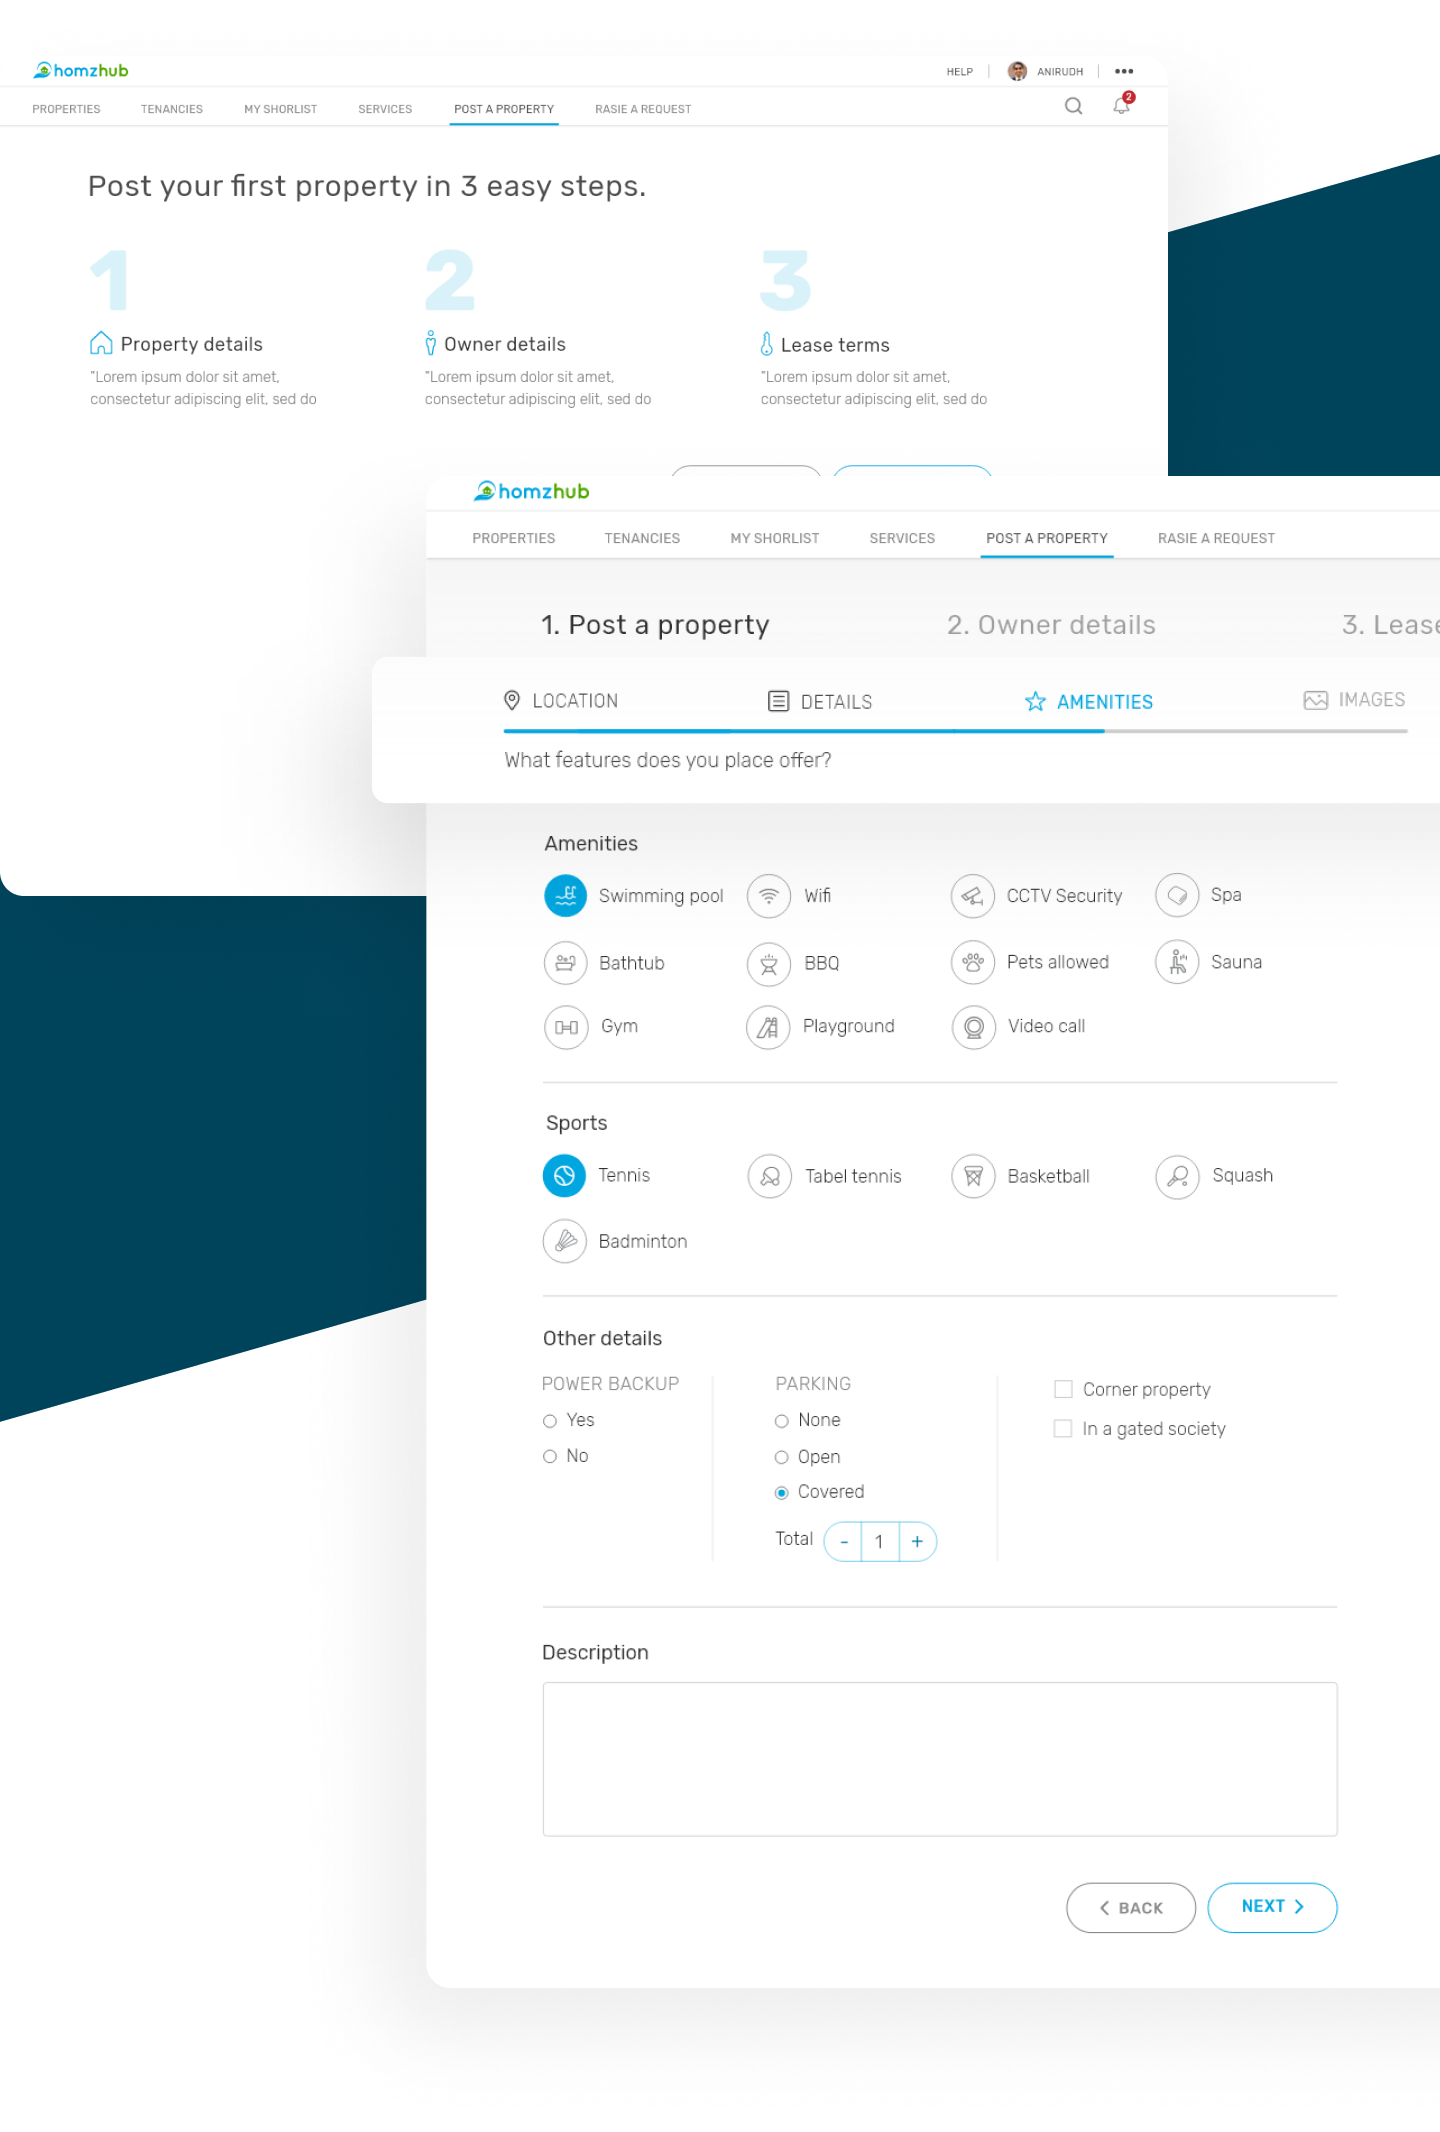 homzhub
HELP
ANIRUDH
PROPERTIES TENANCIES MY SHORLIST SERVICES POST A PROPERTY RASIE A REQUEST
2
Post your first property in 3 easy steps.
1 2 3
Property details Owner details Lease terms
"Lorem ipsum dolor sit amet, "Lorem ipsum dolor sit amet, "Lorem ipsum dolor sit amet,
consectetur adipiscing elit, sed do consectetur adipiscing elit, sed do consectetur adipiscing elit, sed do
homzhub
PROPERTIES TENANCIES MY SHORLIST SERVICES POST A PROPERTY RASIE A REQUEST
1. Post a property 2. Owner details 3. Lease
LOCATION DETAILS AMENITIES IMAGES
What features does you place offer?
Amenities
Swimming pool Wifi CCTV Security Spa
Bathtub BBQ Pets allowed Sauna
Gym Playground Video call
Sports
Tennis Tabel tennis Basketball Squash
Badminton
Other details
POWER BACKUP PARKING Corner property
Yes None In a gated society
No Open
Covered
Total - 1 +
Description
BACK NEXT